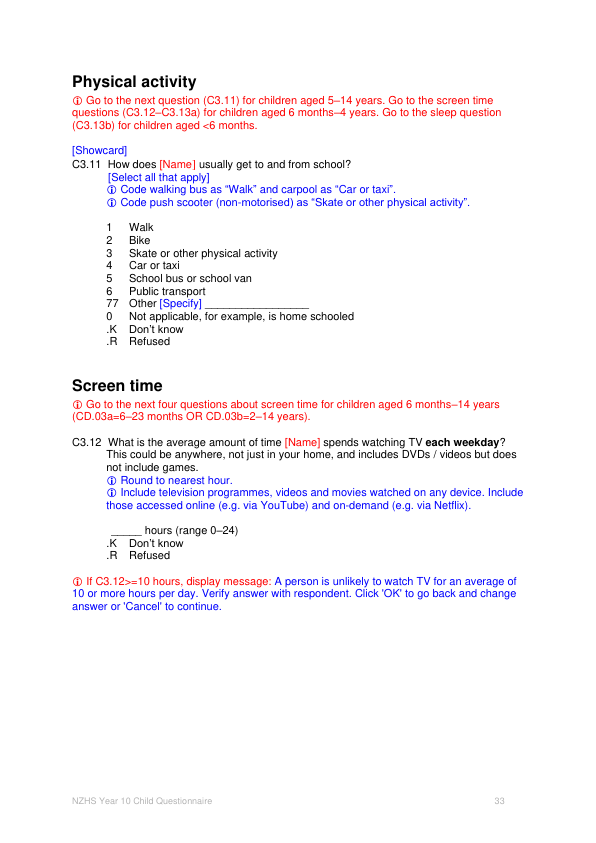 Physical activity
🛈 Go to the next question (C3.11) for children aged 5–14 years. Go to the screen time
questions (C3.12–C3.13a) for children aged 6 months–4 years. Go to the sleep question
(C3.13b) for children aged <6 months.
[Showcard]
C3.11 How does [Name] usually get to and from school?
[Select all that apply]
🛈 Code walking bus as “Walk” and carpool as “Car or taxi”.
🛈 Code push scooter (non-motorised) as “Skate or other physical activity”.
1 Walk
2 Bike
3 Skate or other physical activity
4 Car or taxi
5 School bus or school van
6 Public transport
77 Other [Specify] _________________
0 Not applicable, for example, is home schooled
.K Don’t know
.R Refused
Screen time
🛈 Go to the next four questions about screen time for children aged 6 months–14 years
(CD.03a=6–23 months OR CD.03b=2–14 years).
C3.12 What is the average amount of time [Name] spends watching TV each weekday?
This could be anywhere, not just in your home, and includes DVDs / videos but does
not include games.
🛈 Round to nearest hour.
🛈 Include television programmes, videos and movies watched on any device. Include
those accessed online (e.g. via YouTube) and on-demand (e.g. via Netflix).
_____ hours (range 0–24)
.K Don’t know
.R Refused
🛈 If C3.12>=10 hours, display message: A person is unlikely to watch TV for an average of
10 or more hours per day. Verify answer with respondent. Click 'OK' to go back and change
answer or 'Cancel' to continue.
NZHS Year 10 Child Questionnaire 33